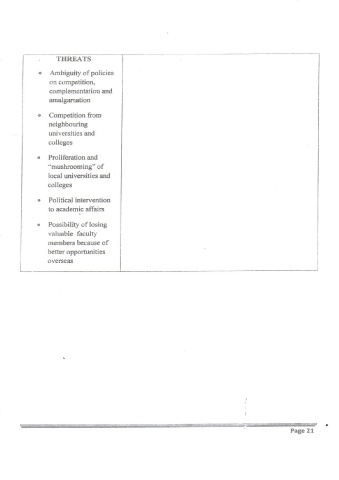 THREATS
• Ambiguity of policies
on competition,
complementation and
amalgamation
• Competition from
neighbouring
universities and
colleges
• Proliferation and
"mushrooming" of
local universities and
colleges
• Political intervention
to academic affairs
• Possibility of losing
valuable faculty
members because of
better opportunities
overseas
Page 21